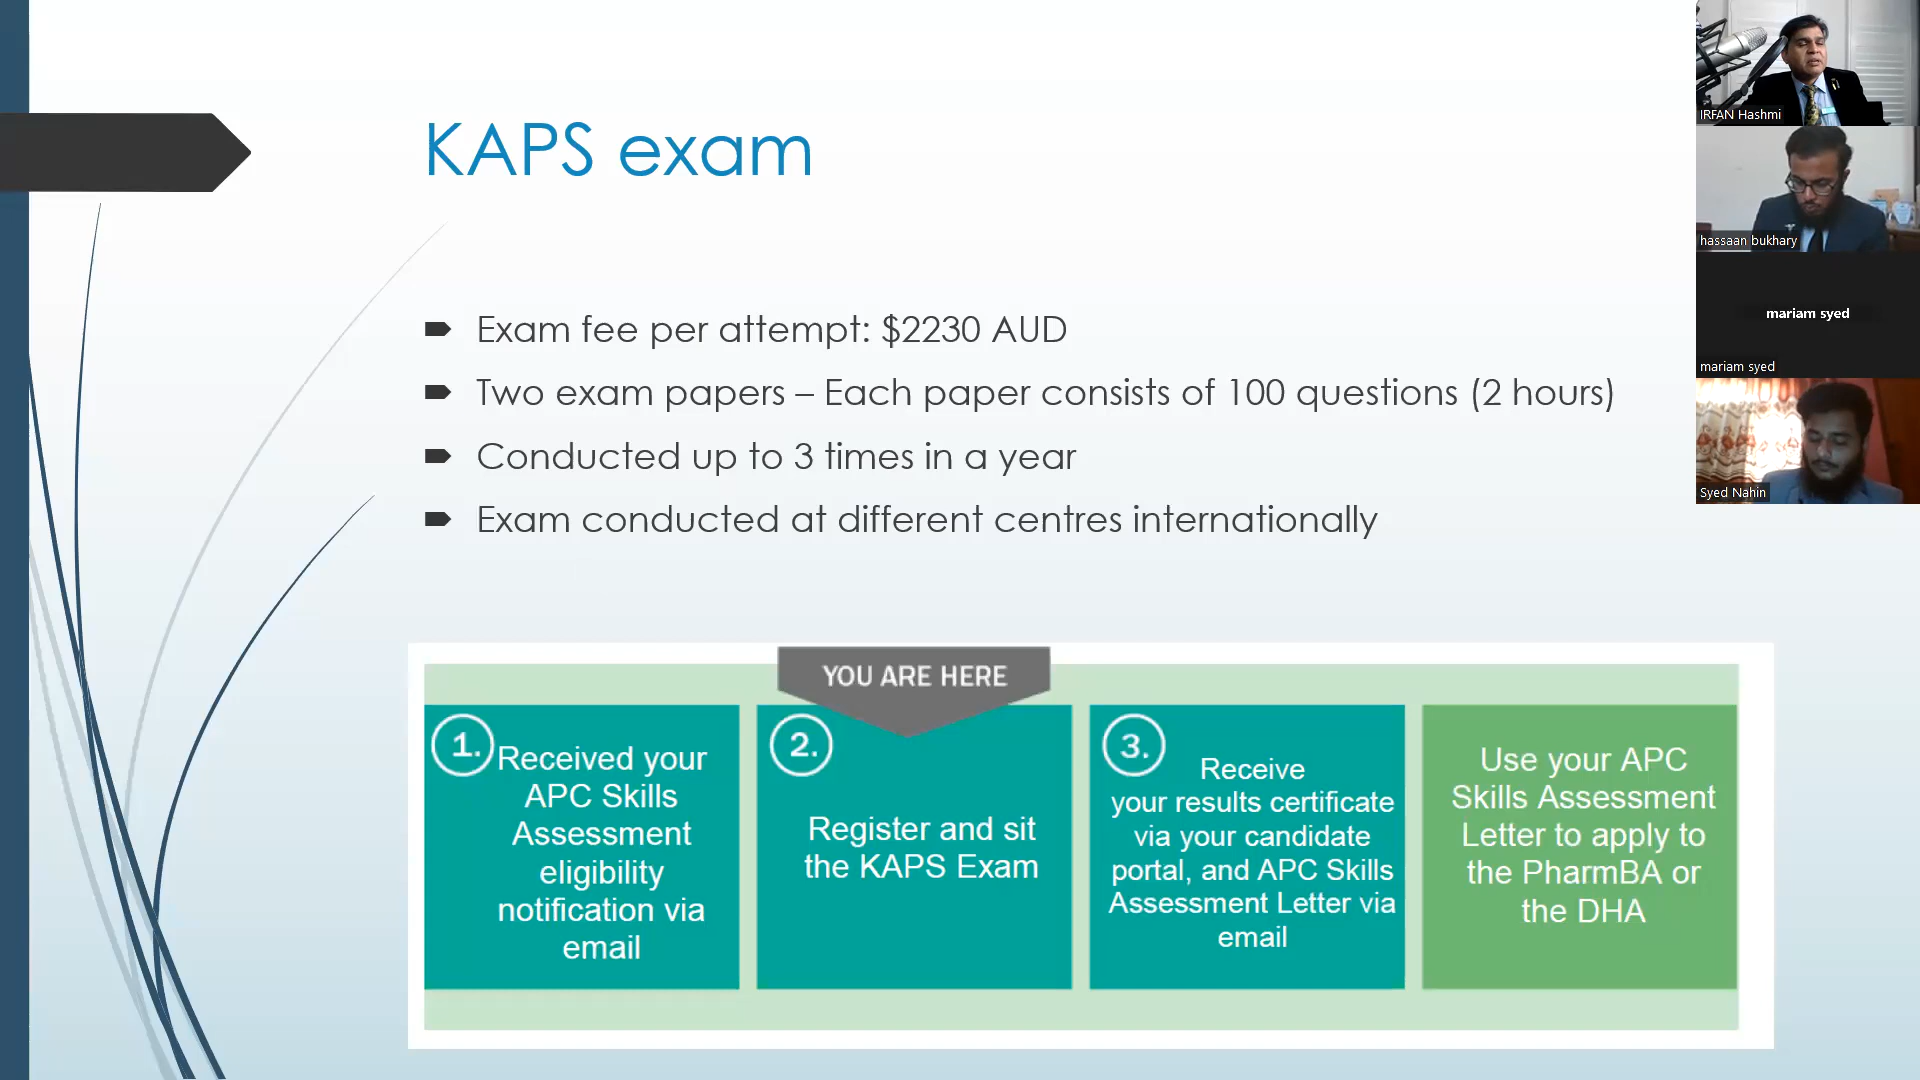 KAPS exam
Exam fee per attempt: $2230 AUD
Two exam papers – Each paper consists of 100 questions (2 hours)
Conducted up to 3 times in a year
Exam conducted at different centres internationally
YOU ARE HERE
1.
Received your
APC Skills
Assessment
eligibility
notification via
email
2.
Register and sit
the KAPS Exam
3.
Receive
your results certificate
via your candidate
portal, and APC Skills
Assessment Letter via
email
Use your APC
Skills Assessment
Letter to apply to
the PharmBA or
the DHA
IRFAN Hashmi
hassaan bukhary
mariam syed
mariam syed
Syed Nahin